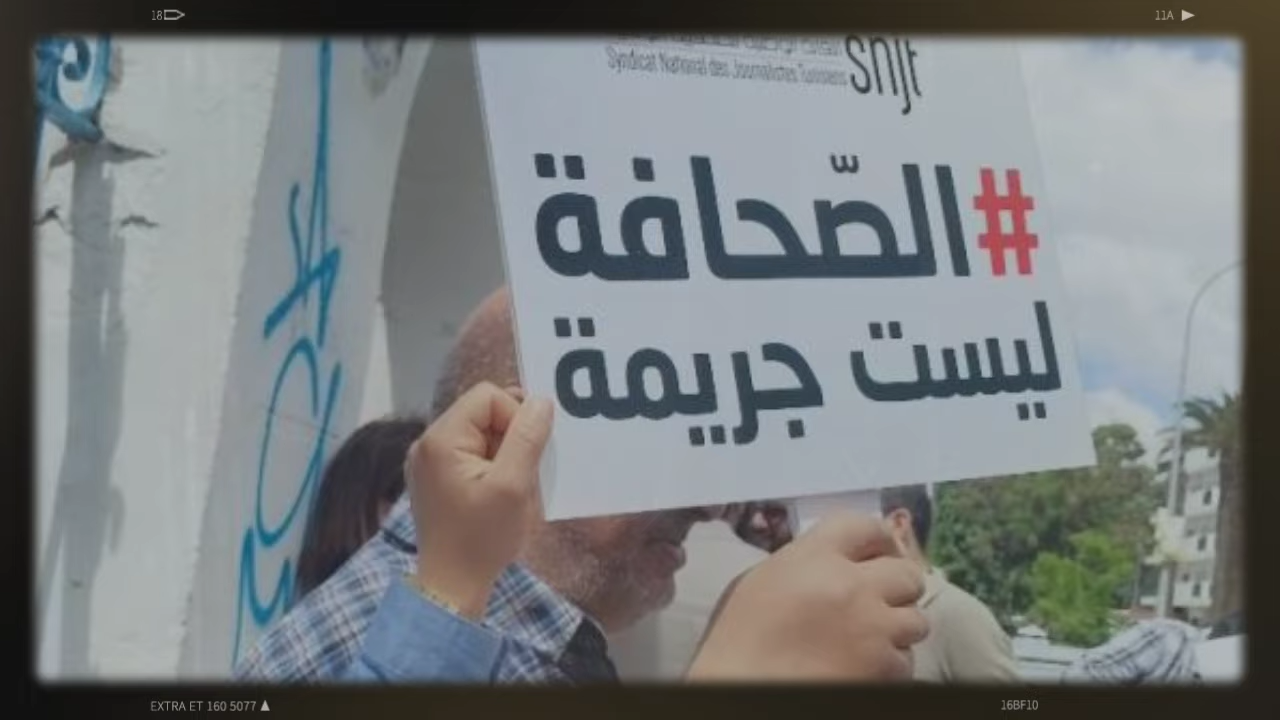 18
11A
Syndicat National des Journalistes Tunisiens
snjt
#الصّحافة
ليست جريمة
EXTRA ET 160 5077
16BF10